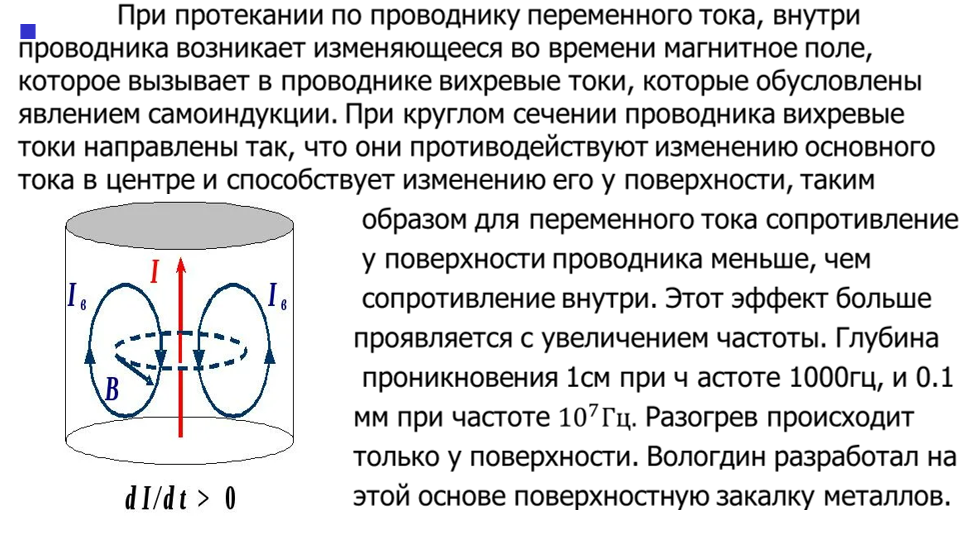 При протекании по проводнику переменного тока, внутри
проводника возникает изменяющееся во времени магнитное поле,
которое вызывает в проводнике вихревые токи, которые обусловлены
явлением самоиндукции. При круглом сечении проводника вихревые
токи направлены так, что они противодействуют изменению основного
тока в центре и способствует изменению его у поверхности, таким
образом для переменного тока сопротивление
у поверхности проводника меньше, чем
сопротивление внутри. Этот эффект больше
проявляется с увеличением частоты. Глубина
проникновения 1см при ч астоте 1000гц, и 0.1
мм при частоте 10⁷Гц. Разогрев происходит
только у поверхности. Вологдин разработал на
этой основе поверхностную закалку металлов.
I
I в
I в
B
dI/dt > 0